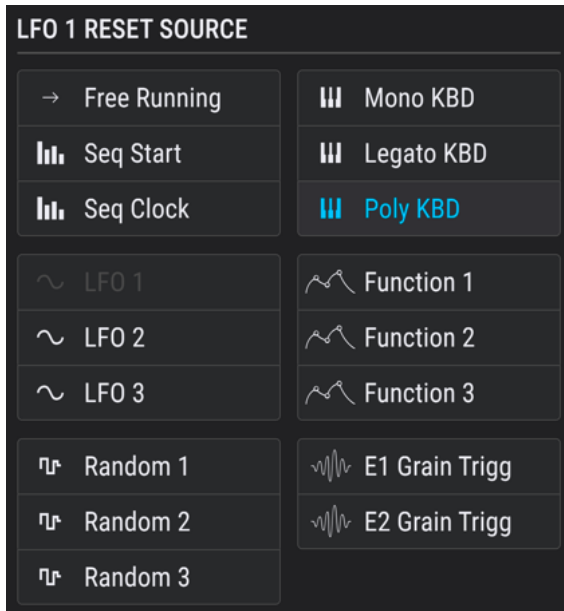 LFO 1 RESET SOURCE
Free Running
Seq Start
Seq Clock
Mono KBD
Legato KBD
Poly KBD
LFO 1
LFO 2
LFO 3
Function 1
Function 2
Function 3
Random 1
Random 2
Random 3
E1 Grain Trigg
E2 Grain Trigg